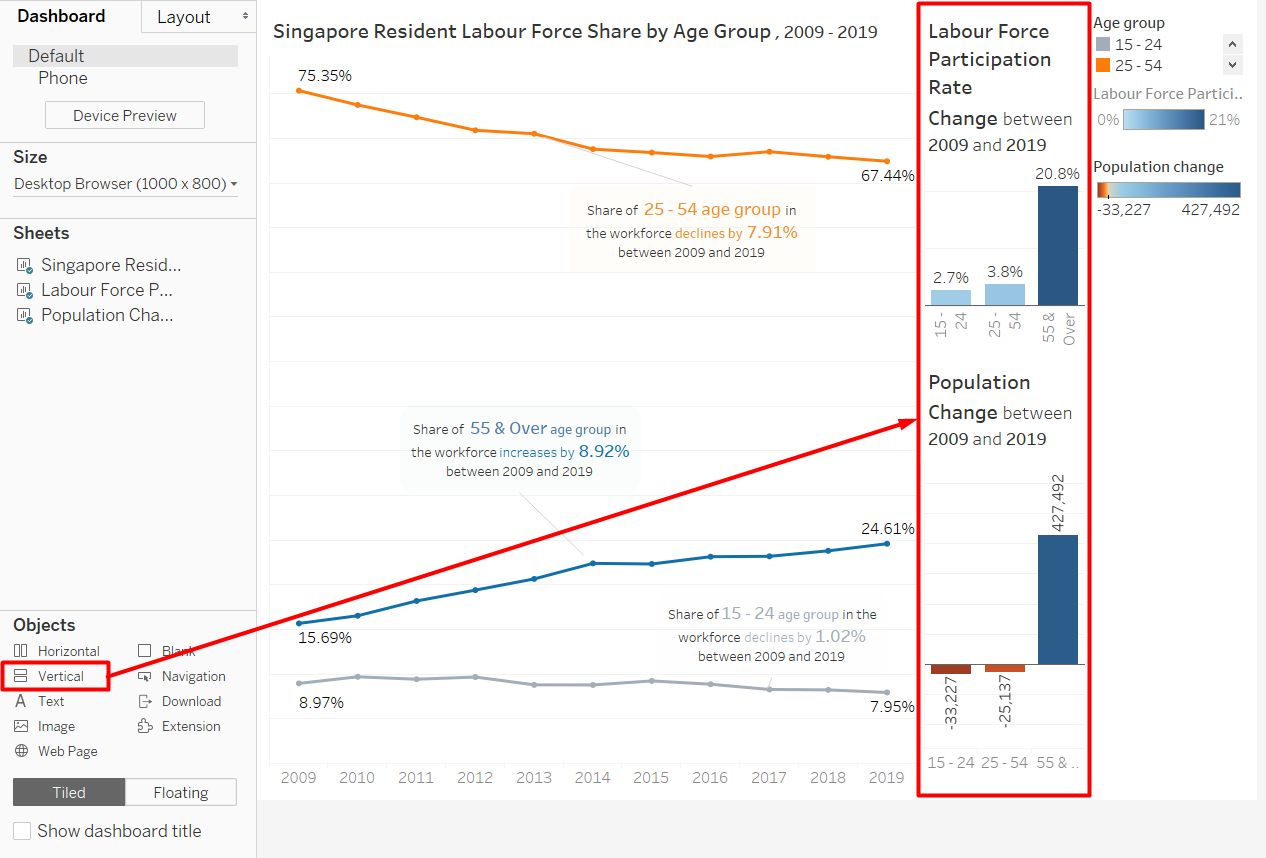 Dashboard
Layout
Default
Phone
Device Preview
Size
Desktop Browser (1000 x 800)
Sheets
Singapore Resid...
Labour Force P...
Population Cha...
Objects
Horizontal
Blank
Vertical
Navigation
Text
Download
Image
Extension
Web Page
Tiled
Floating
Show dashboard title
Singapore Resident Labour Force Share by Age Group , 2009 - 2019
75.35%
67.44%
Share of 25 - 54 age group in
the workforce declines by 7.91%
between 2009 and 2019
Share of 55 & Over age group in
the workforce increases by 8.92%
between 2009 and 2019
24.61%
15.69%
Share of 15 - 24 age group in the
workforce declines by 1.02%
between 2009 and 2019
8.97%
7.95%
2009 2010 2011 2012 2013 2014 2015 2016 2017 2018 2019
Labour Force
Participation
Rate
Change between
2009 and 2019
20.8%
2.7%
3.8%
15 -
24
25 -
54
55 &
Over
Population
Change between
2009 and 2019
427,492
-33,227
-25,137
15 - 24 25 - 54 55 & ..
Age group
15 - 24
25 - 54
Labour Force Partici..
0% 21%
Population change
-33,227 427,492